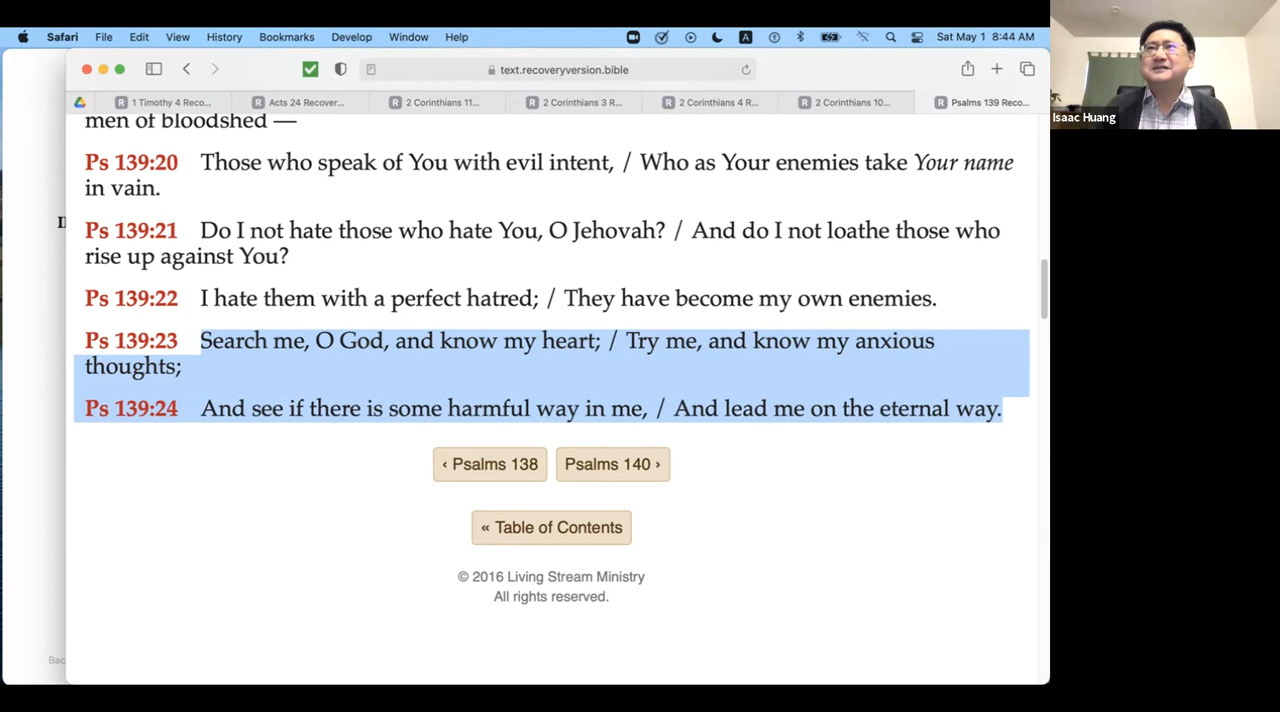 Safari File Edit View History Bookmarks Develop Window Help Sat May 1 8:44 AM
text.recoveryversion.bible
R 1 Timothy 4 Reco... R Acts 24 Recover... R 2 Corinthians 11... R 2 Corinthians 3 R... R 2 Corinthians 4 R... R 2 Corinthians 10... R Psalms 139 Reco...
Isaac Huang
men of bloodshed —
Ps 139:20 Those who speak of You with evil intent, / Who as Your enemies take Your name
in vain.
Ps 139:21 Do I not hate those who hate You, O Jehovah? / And do I not loathe those who
rise up against You?
Ps 139:22 I hate them with a perfect hatred; / They have become my own enemies.
Ps 139:23 Search me, O God, and know my heart; / Try me, and know my anxious
thoughts;
Ps 139:24 And see if there is some harmful way in me, / And lead me on the eternal way.
‹ Psalms 138 Psalms 140 ›
« Table of Contents
© 2016 Living Stream Ministry
All rights reserved.